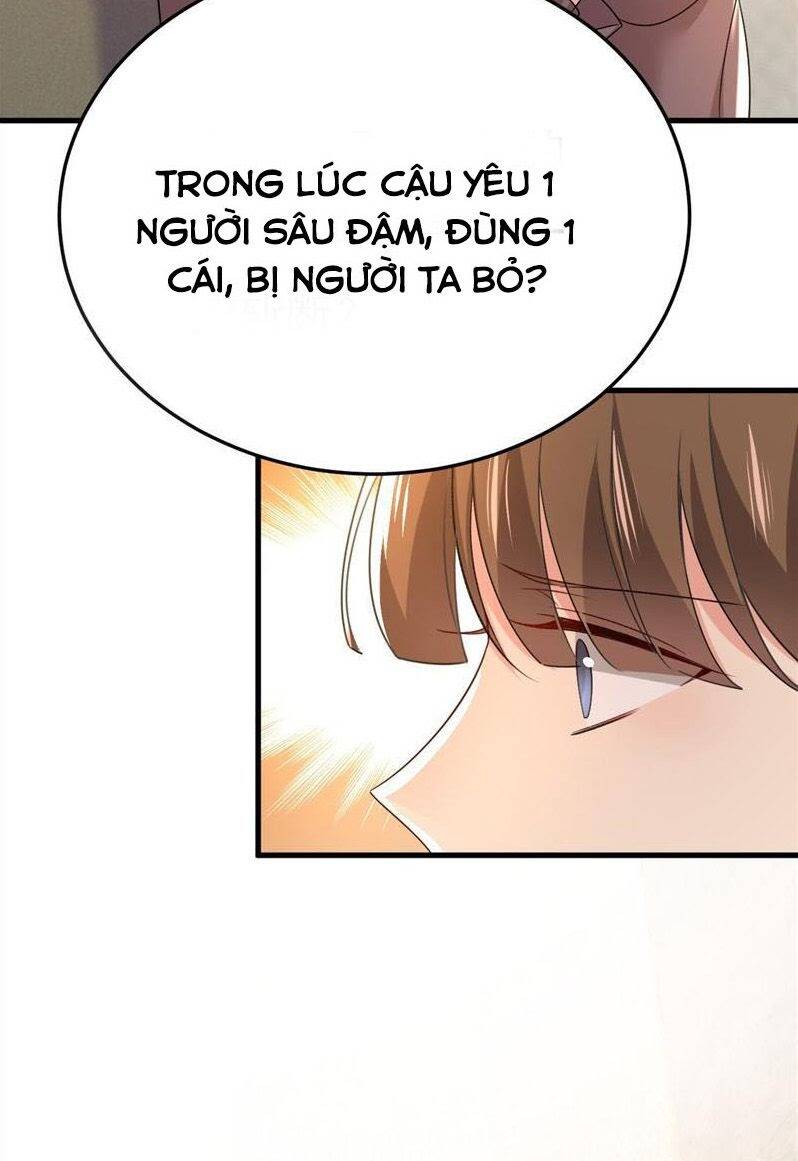 TRONG LÚC CẬU YÊU 1
NGƯỜI SÂU ĐẬM, ĐÙNG 1
CÁI, BỊ NGƯỜI TA BỎ?